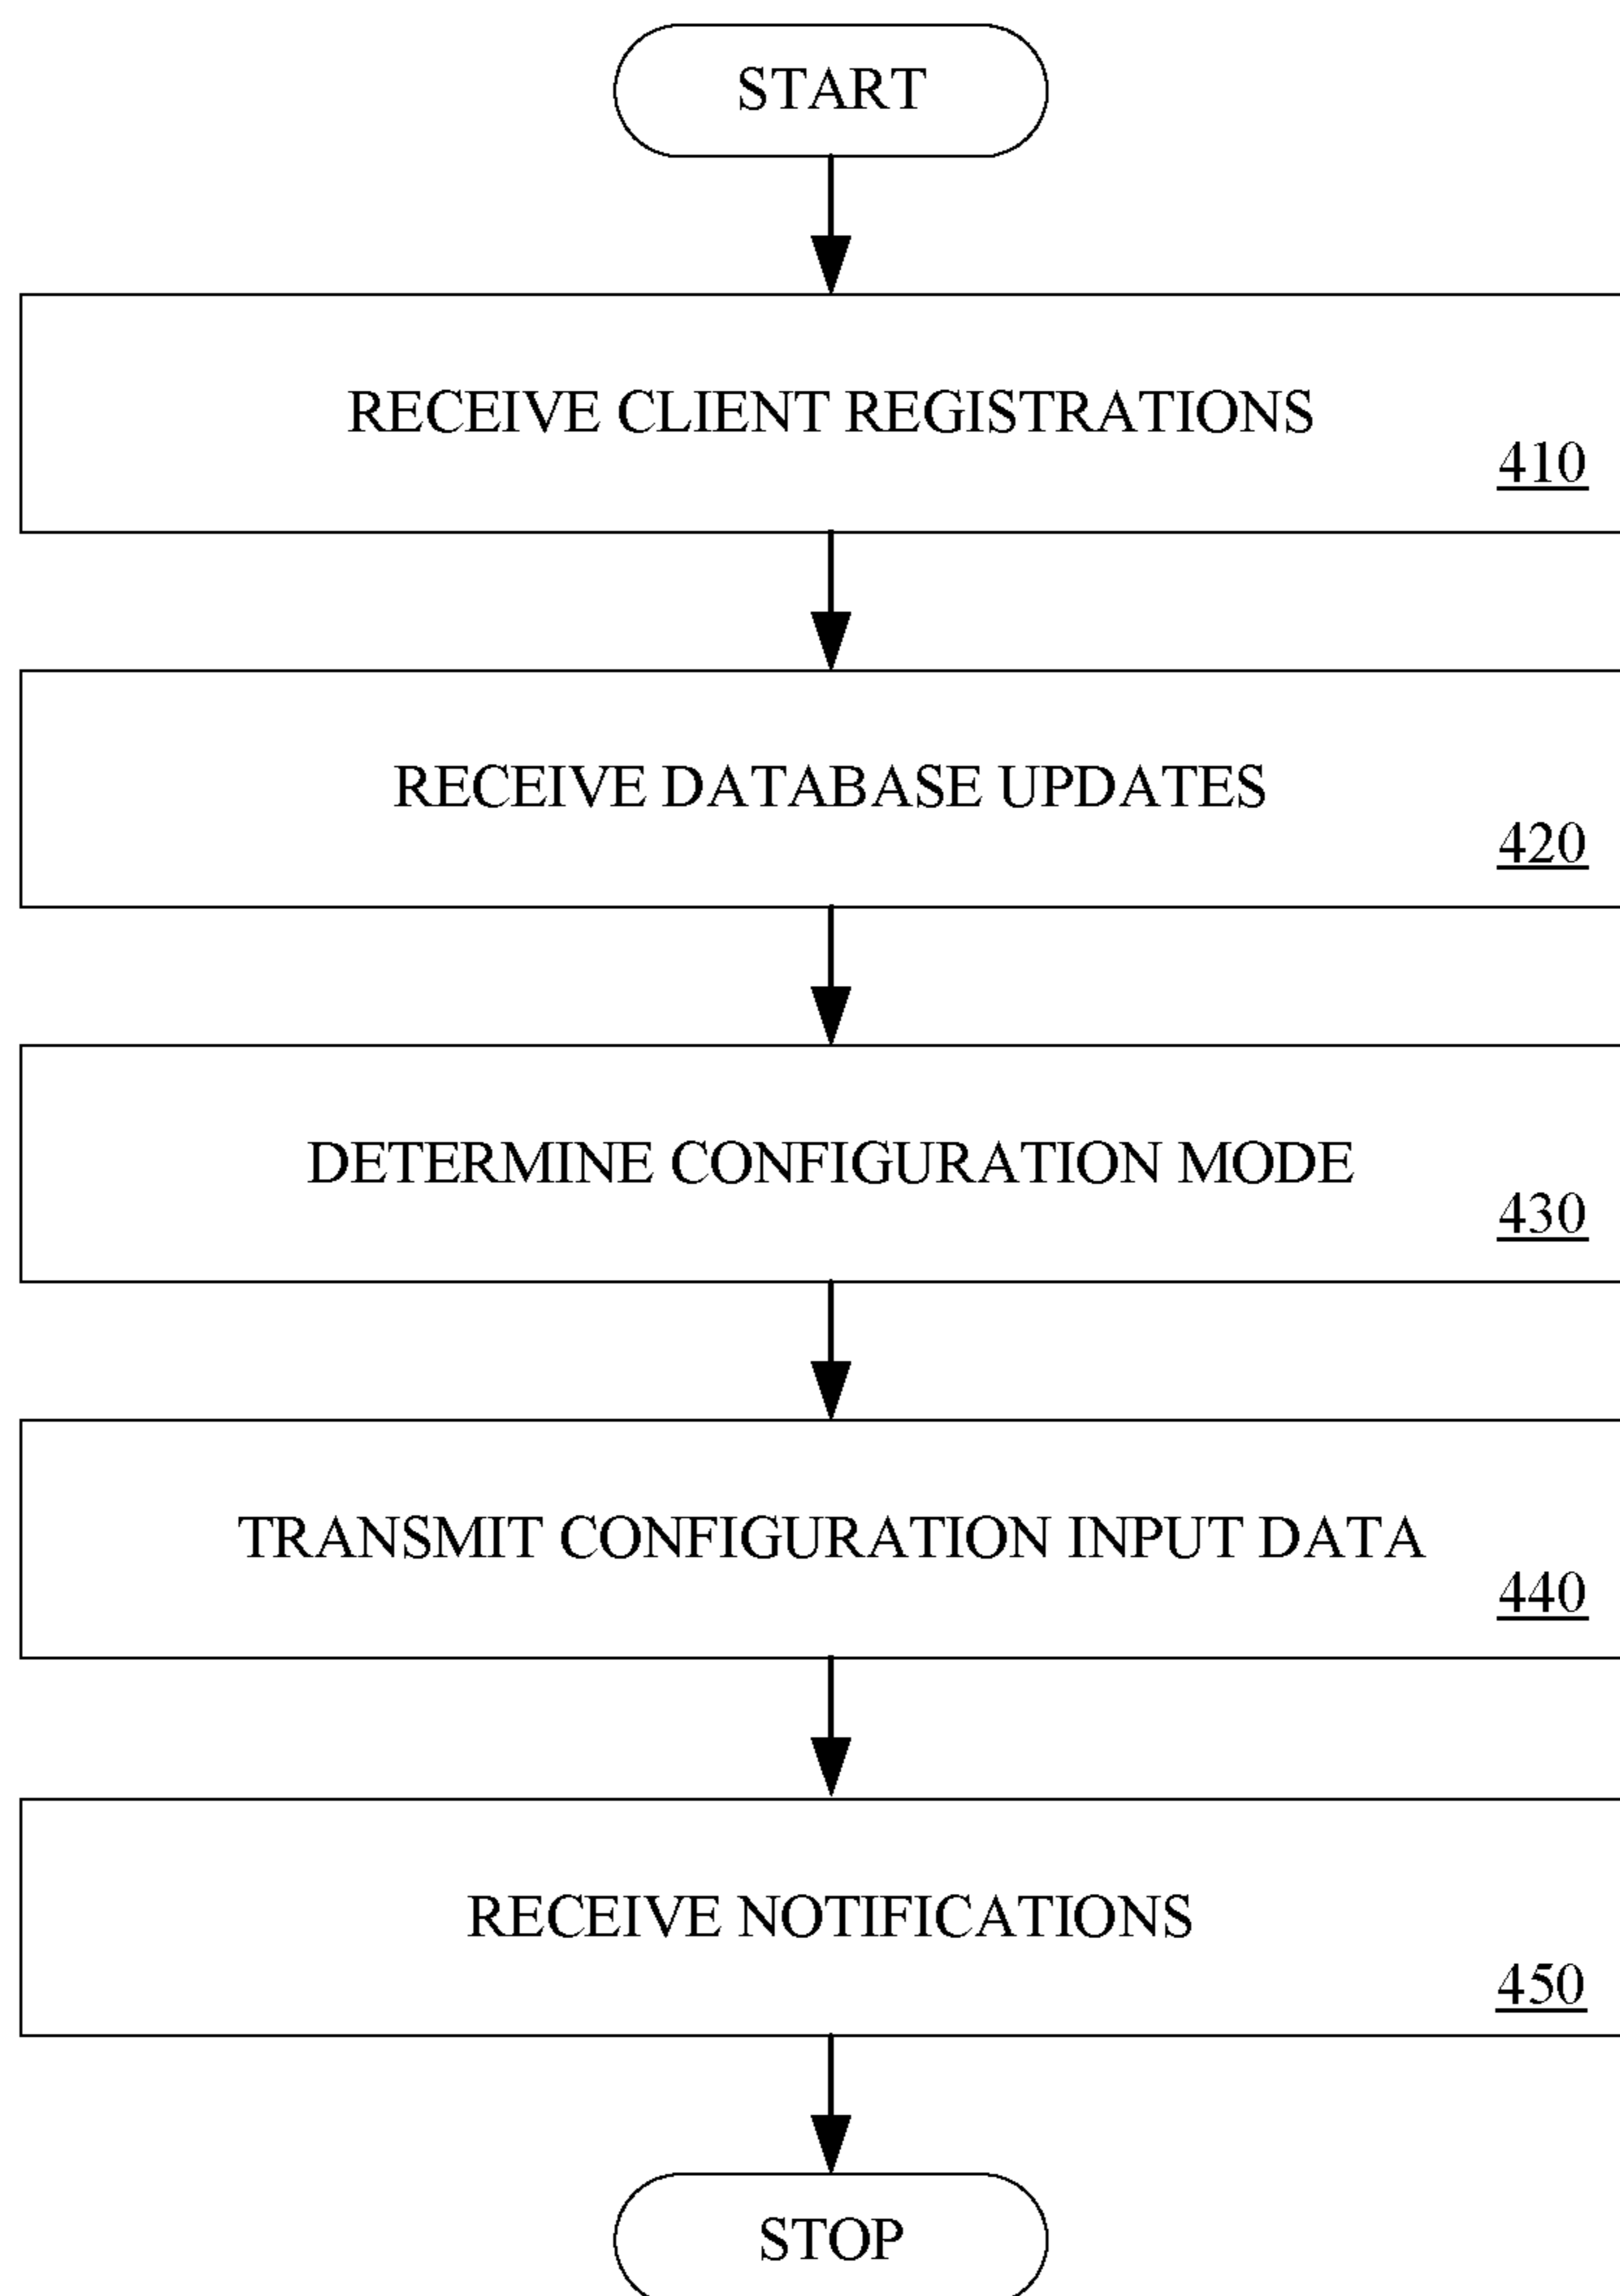 START
RECEIVE CLIENT REGISTRATIONS
410
RECEIVE DATABASE UPDATES
420
DETERMINE CONFIGURATION MODE
430
TRANSMIT CONFIGURATION INPUT DATA
440
RECEIVE NOTIFICATIONS
450
STOP